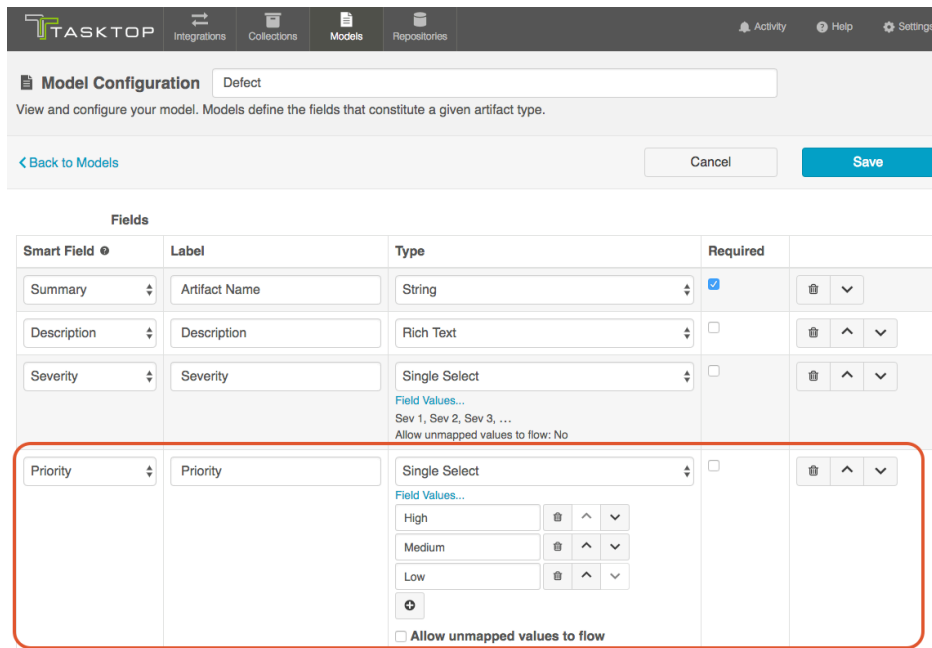 TASKTOP
Integrations Collections Models Repositories Activity Help Settings
Model Configuration Defect
View and configure your model. Models define the fields that constitute a given artifact type.
Back to Models Cancel Save
Fields
Smart Field Label Type Required
Summary Artifact Name String
Description Description Rich Text
Severity Severity Single Select
Field Values...
Sev 1, Sev 2, Sev 3, ...
Allow unmapped values to flow: No
Priority Priority Single Select
Field Values...
High
Medium
Low
Allow unmapped values to flow